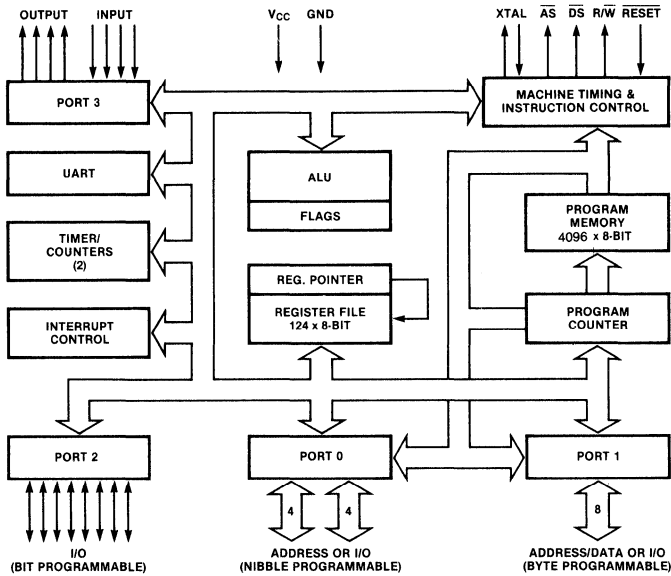 OUTPUT INPUT VCC GND XTAL AS DS R/W RESET
PORT 3
MACHINE TIMING &
INSTRUCTION CONTROL
UART
ALU
FLAGS
PROGRAM
MEMORY
4096 x 8-BIT
TIMER/
COUNTERS
(2)
REG. POINTER
REGISTER FILE
124 x 8-BIT
PROGRAM
COUNTER
INTERRUPT
CONTROL
PORT 2
PORT 0
PORT 1
4 4 8
I/O
(BIT PROGRAMMABLE)
ADDRESS OR I/O
(NIBBLE PROGRAMMABLE)
ADDRESS/DATA OR I/O
(BYTE PROGRAMMABLE)